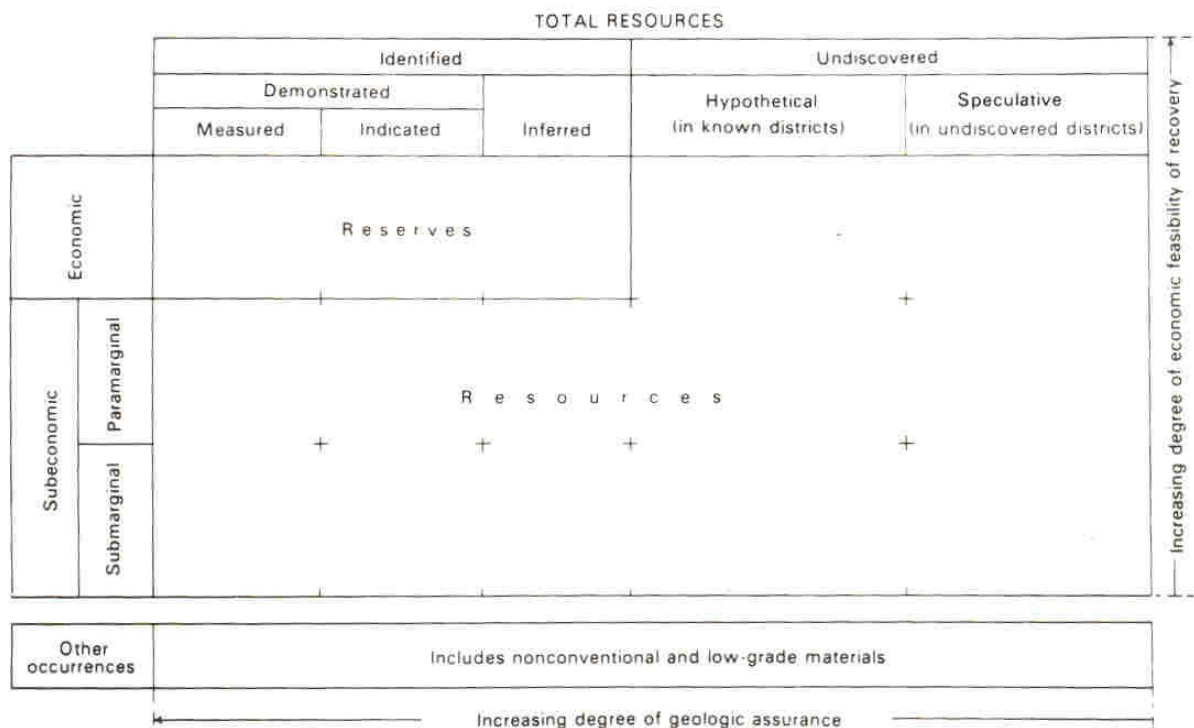 TOTAL RESOURCES
Identified
Undiscovered
Demonstrated
Measured
Indicated
Inferred
Hypothetical
(in known districts)
Speculative
(in undiscovered districts)
Economic
Reserves
Subeconomic
Paramarginal
Resources
Submarginal
Increasing degree of economic feasibility of recovery
Other
occurrences
Includes nonconventional and low-grade materials
Increasing degree of geologic assurance